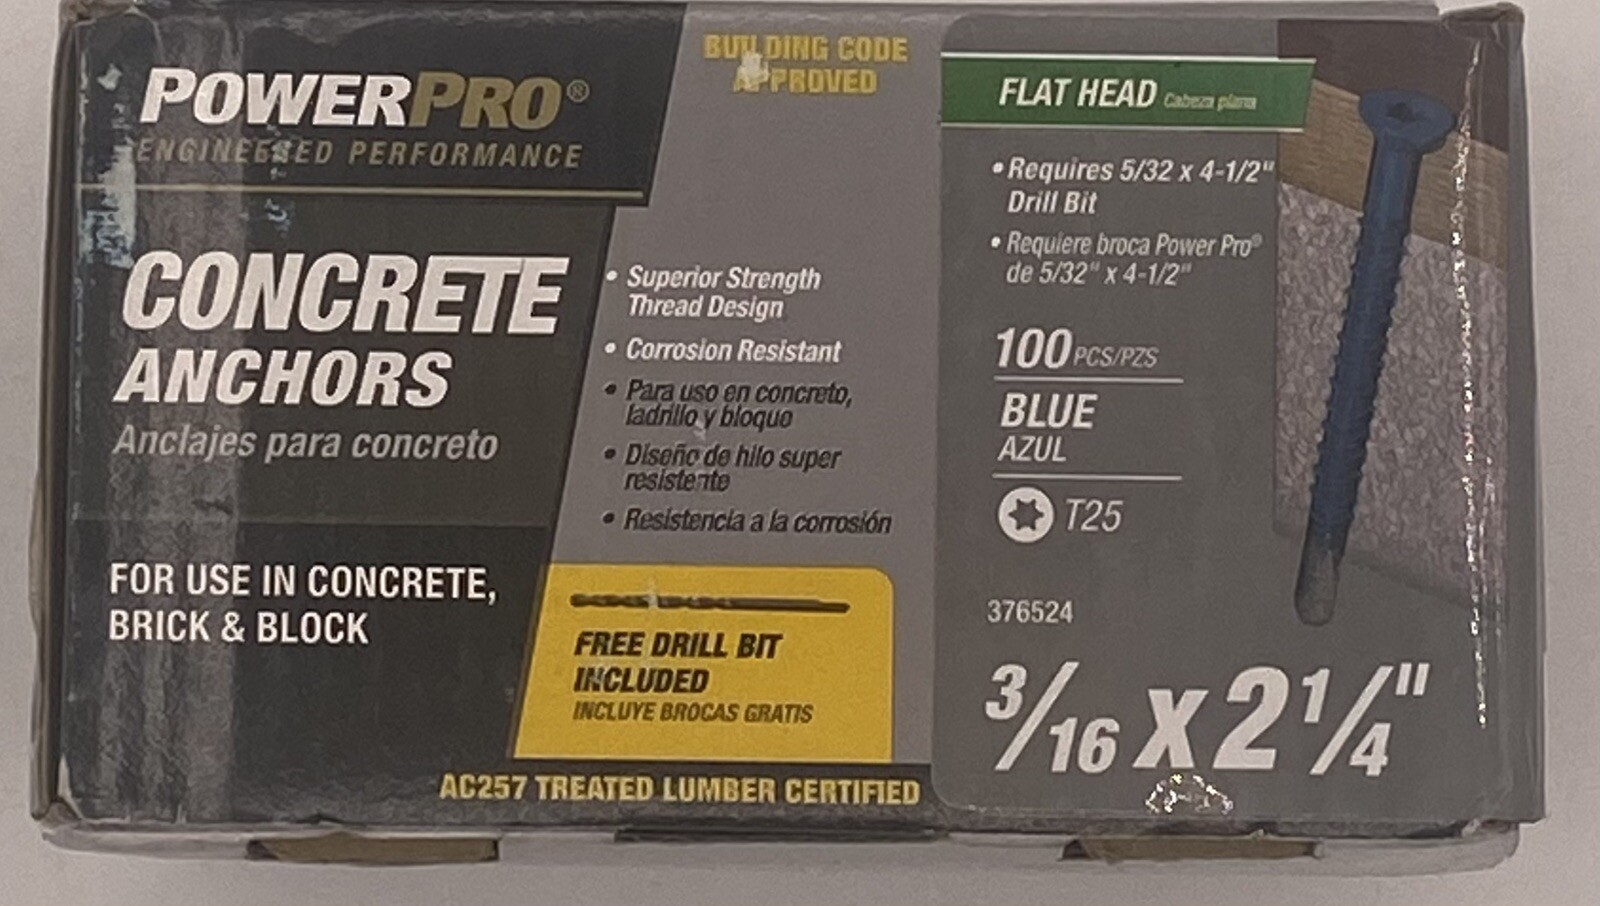 POWERPRO®
ENGINEERED PERFORMANCE
CONCRETE
ANCHORS
Anclajes para concreto
FOR USE IN CONCRETE,
BRICK & BLOCK
BUILDING CODE
APPROVED
• Superior Strength
Thread Design
• Corrosion Resistant
• Para uso en concreto,
ladrillo y bloque
• Diseño de hilo super
resistente
• Resistencia a la corrosión
FREE DRILL BIT
INCLUDED
INCLUYE BROCAS GRATIS
AC257 TREATED LUMBER CERTIFIED
FLAT HEAD Cabeza plana
• Requires 5/32 x 4-1/2"
Drill Bit
• Requiere broca Power Pro®
de 5/32" x 4-1/2"
100 PCS/PZS
BLUE
AZUL
T25
376524
3/16 x 2 1/4"